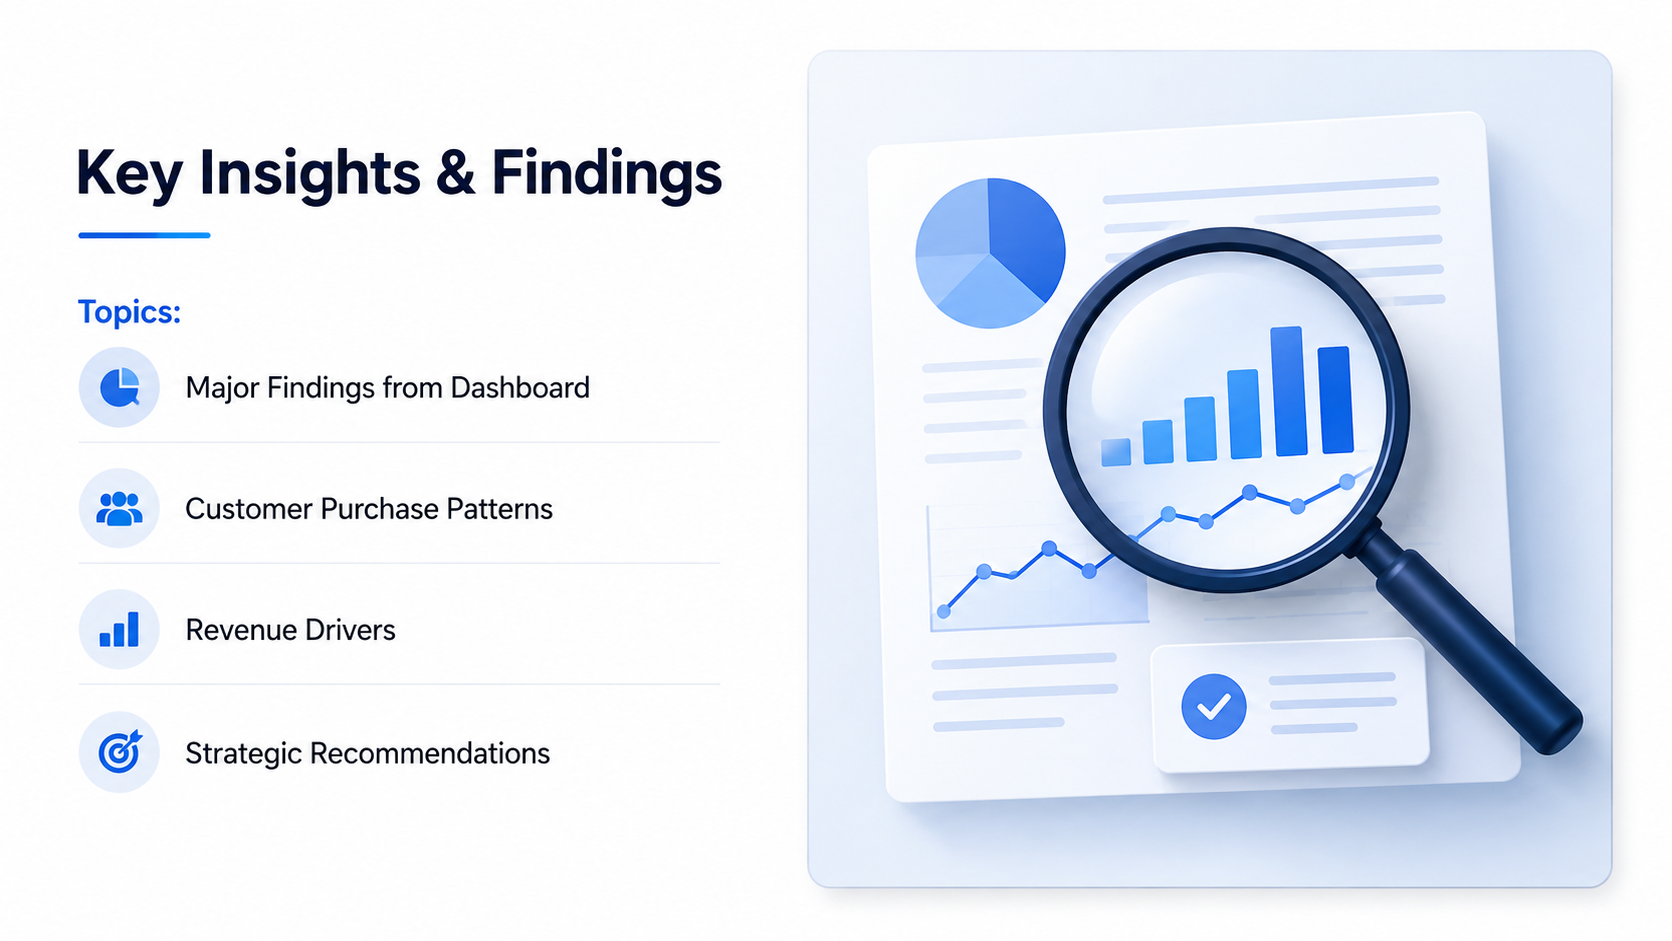 Key Insights & Findings
Topics:
Major Findings from Dashboard
Customer Purchase Patterns
Revenue Drivers
Strategic Recommendations